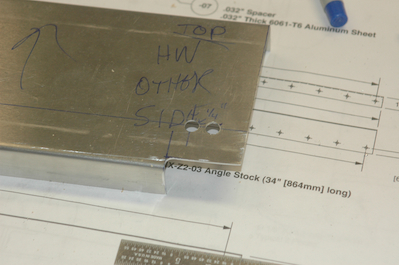 -07
.032" Spacer
.032" Thick 6061-T6 Aluminum Sheet
TOP
HW
OTHER
SIDE
X-Z2-03 Angle Stock (34" [864mm] long)